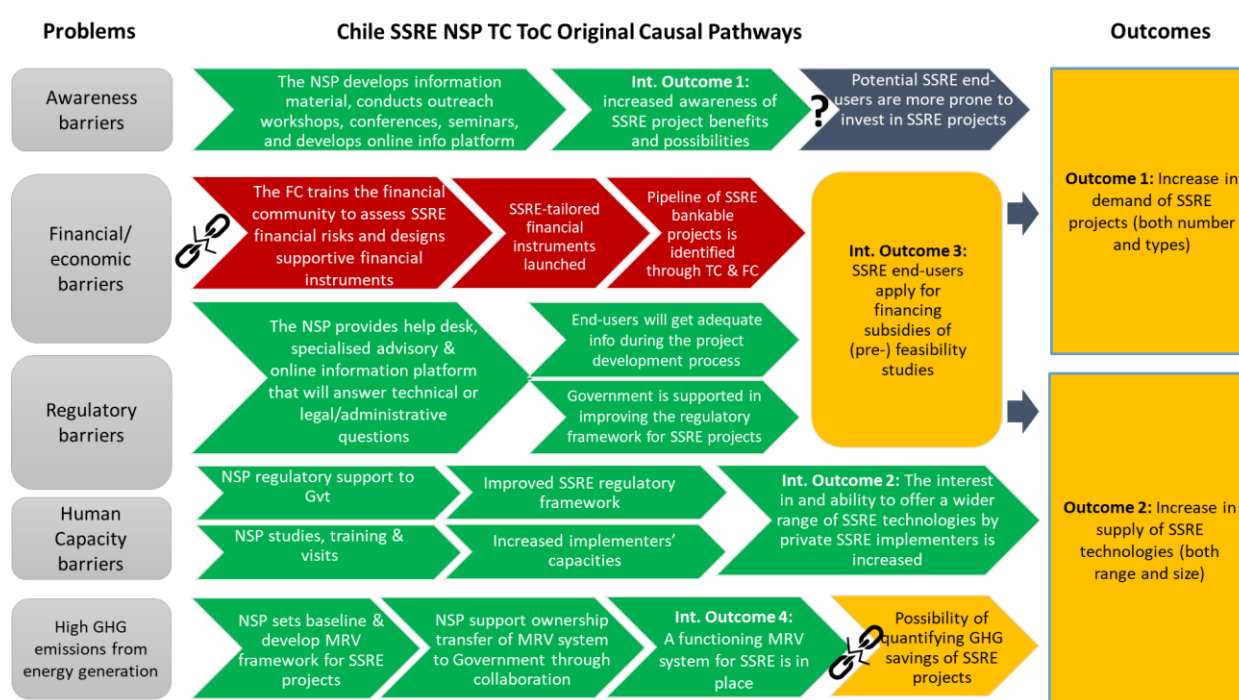 Problems
Chile SSRE NSP TC ToC Original Causal Pathways
Outcomes
Awareness
barriers
The NSP develops information
material, conducts outreach
workshops, conferences, seminars,
and develops online info platform
Int. Outcome 1:
increased awareness of
SSRE project benefits
and possibilities
?
Potential SSRE end-
users are more prone to
invest in SSRE projects
Financial/
economic
barriers
The FC trains the financial
community to assess SSRE
financial risks and designs
supportive financial
instruments
SSRE-tailored
financial
instruments
launched
Pipeline of SSRE
bankable
projects is
identified
through TC & FC
Int. Outcome 3:
SSRE end-users
apply for
financing
subsidies of
(pre-) feasibility
studies
Outcome 1: Increase in
demand of SSRE
projects (both number
and types)
Regulatory
barriers
The NSP provides help desk,
specialised advisory &
online information platform
that will answer technical or
legal/administrative
questions
End-users will get adequate
info during the project
development process
Government is supported in
improving the regulatory
framework for SSRE projects
NSP regulatory support to
Gvt
Improved SSRE regulatory
framework
Int. Outcome 2: The interest
in and ability to offer a wider
range of SSRE technologies by
private SSRE implementers is
increased
Human
Capacity
barriers
NSP studies, training &
visits
Increased implementers'
capacities
Outcome 2: Increase in
supply of SSRE
technologies (both
range and size)
High GHG
emissions from
energy generation
NSP sets baseline &
develop MRV
framework for SSRE
projects
NSP support ownership
transfer of MRV system
to Government through
collaboration
Int. Outcome 4:
A functioning MRV
system for SSRE is in
place
Possibility of
quantifying GHG
savings of SSRE
projects